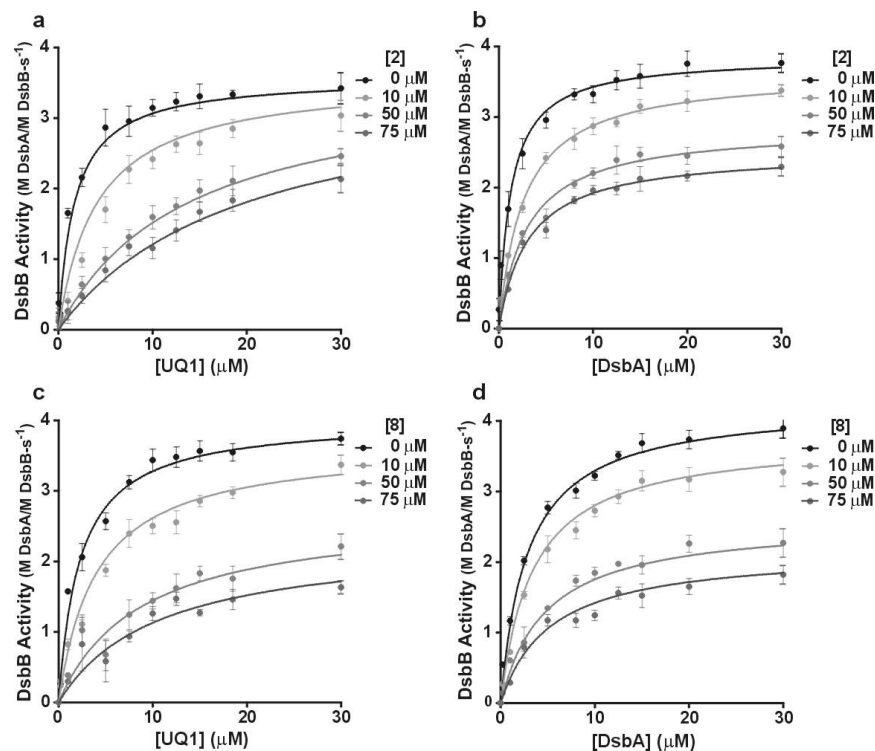 a
[2]
0 μM
10 μM
50 μM
75 μM
DsbB Activity (M DsbA/M DsbB-s⁻¹)
4
3
2
1
0
0 10 20 30
[UQ1] (μM)
b
[2]
0 μM
10 μM
50 μM
75 μM
DsbB Activity (M DsbA/M DsbB-s⁻¹)
4
3
2
1
0
0 10 20 30
[DsbA] (μM)
c
[8]
0 μM
10 μM
50 μM
75 μM
DsbB Activity (M DsbA/M DsbB-s⁻¹)
4
3
2
1
0
0 10 20 30
[UQ1] (μM)
d
[8]
0 μM
10 μM
50 μM
75 μM
DsbB Activity (M DsbA/M DsbB-s⁻¹)
4
3
2
1
0
0 10 20 30
[DsbA] (μM)